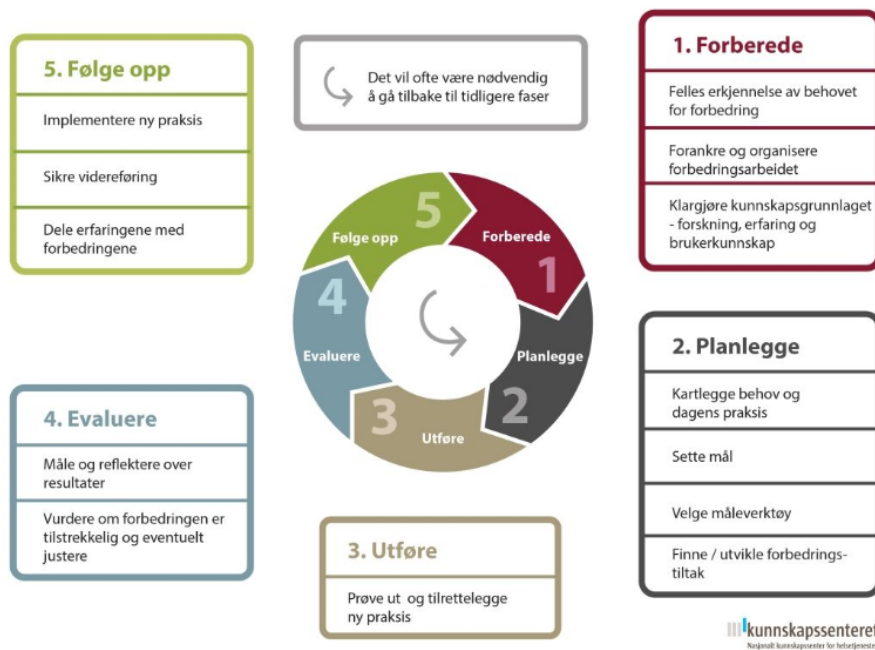 5. Følge opp
Implementere ny praksis
Sikre videreføring
Dele erfaringene med
forbedringene
Det vil ofte være nødvendig
å gå tilbake til tidligere faser
1. Forberede
Felles erkjennelse av behovet
for forbedring
Forankre og organisere
forbedringsarbeidet
Klargjøre kunnskapsgrunnlaget
- forskning, erfaring og
brukerkunnskap
5
Følge opp
Forberede
1
4
Evaluere
Planlegge
2
3
Utføre
2. Planlegge
Kartlegge behov og
dagens praksis
Sette mål
Velge måleverktøy
Finne / utvikle forbedrings-
tiltak
4. Evaluere
Måle og reflektere over
resultater
Vurdere om forbedringen er
tilstrekkelig og eventuelt
justere
3. Utføre
Prøve ut og tilrettelegge
ny praksis
kunnskapssenteret
Nasjonalt kunnskapssenter for helsetjenesten